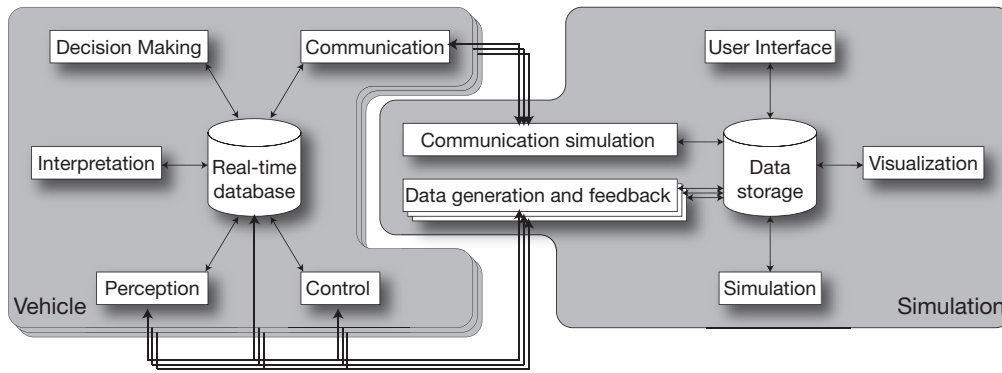 Decision Making
Communication
User Interface
Communication simulation
Interpretation
Real-time
database
Data
storage
Visualization
Data generation and feedback
Perception
Control
Simulation
Vehicle
Simulation